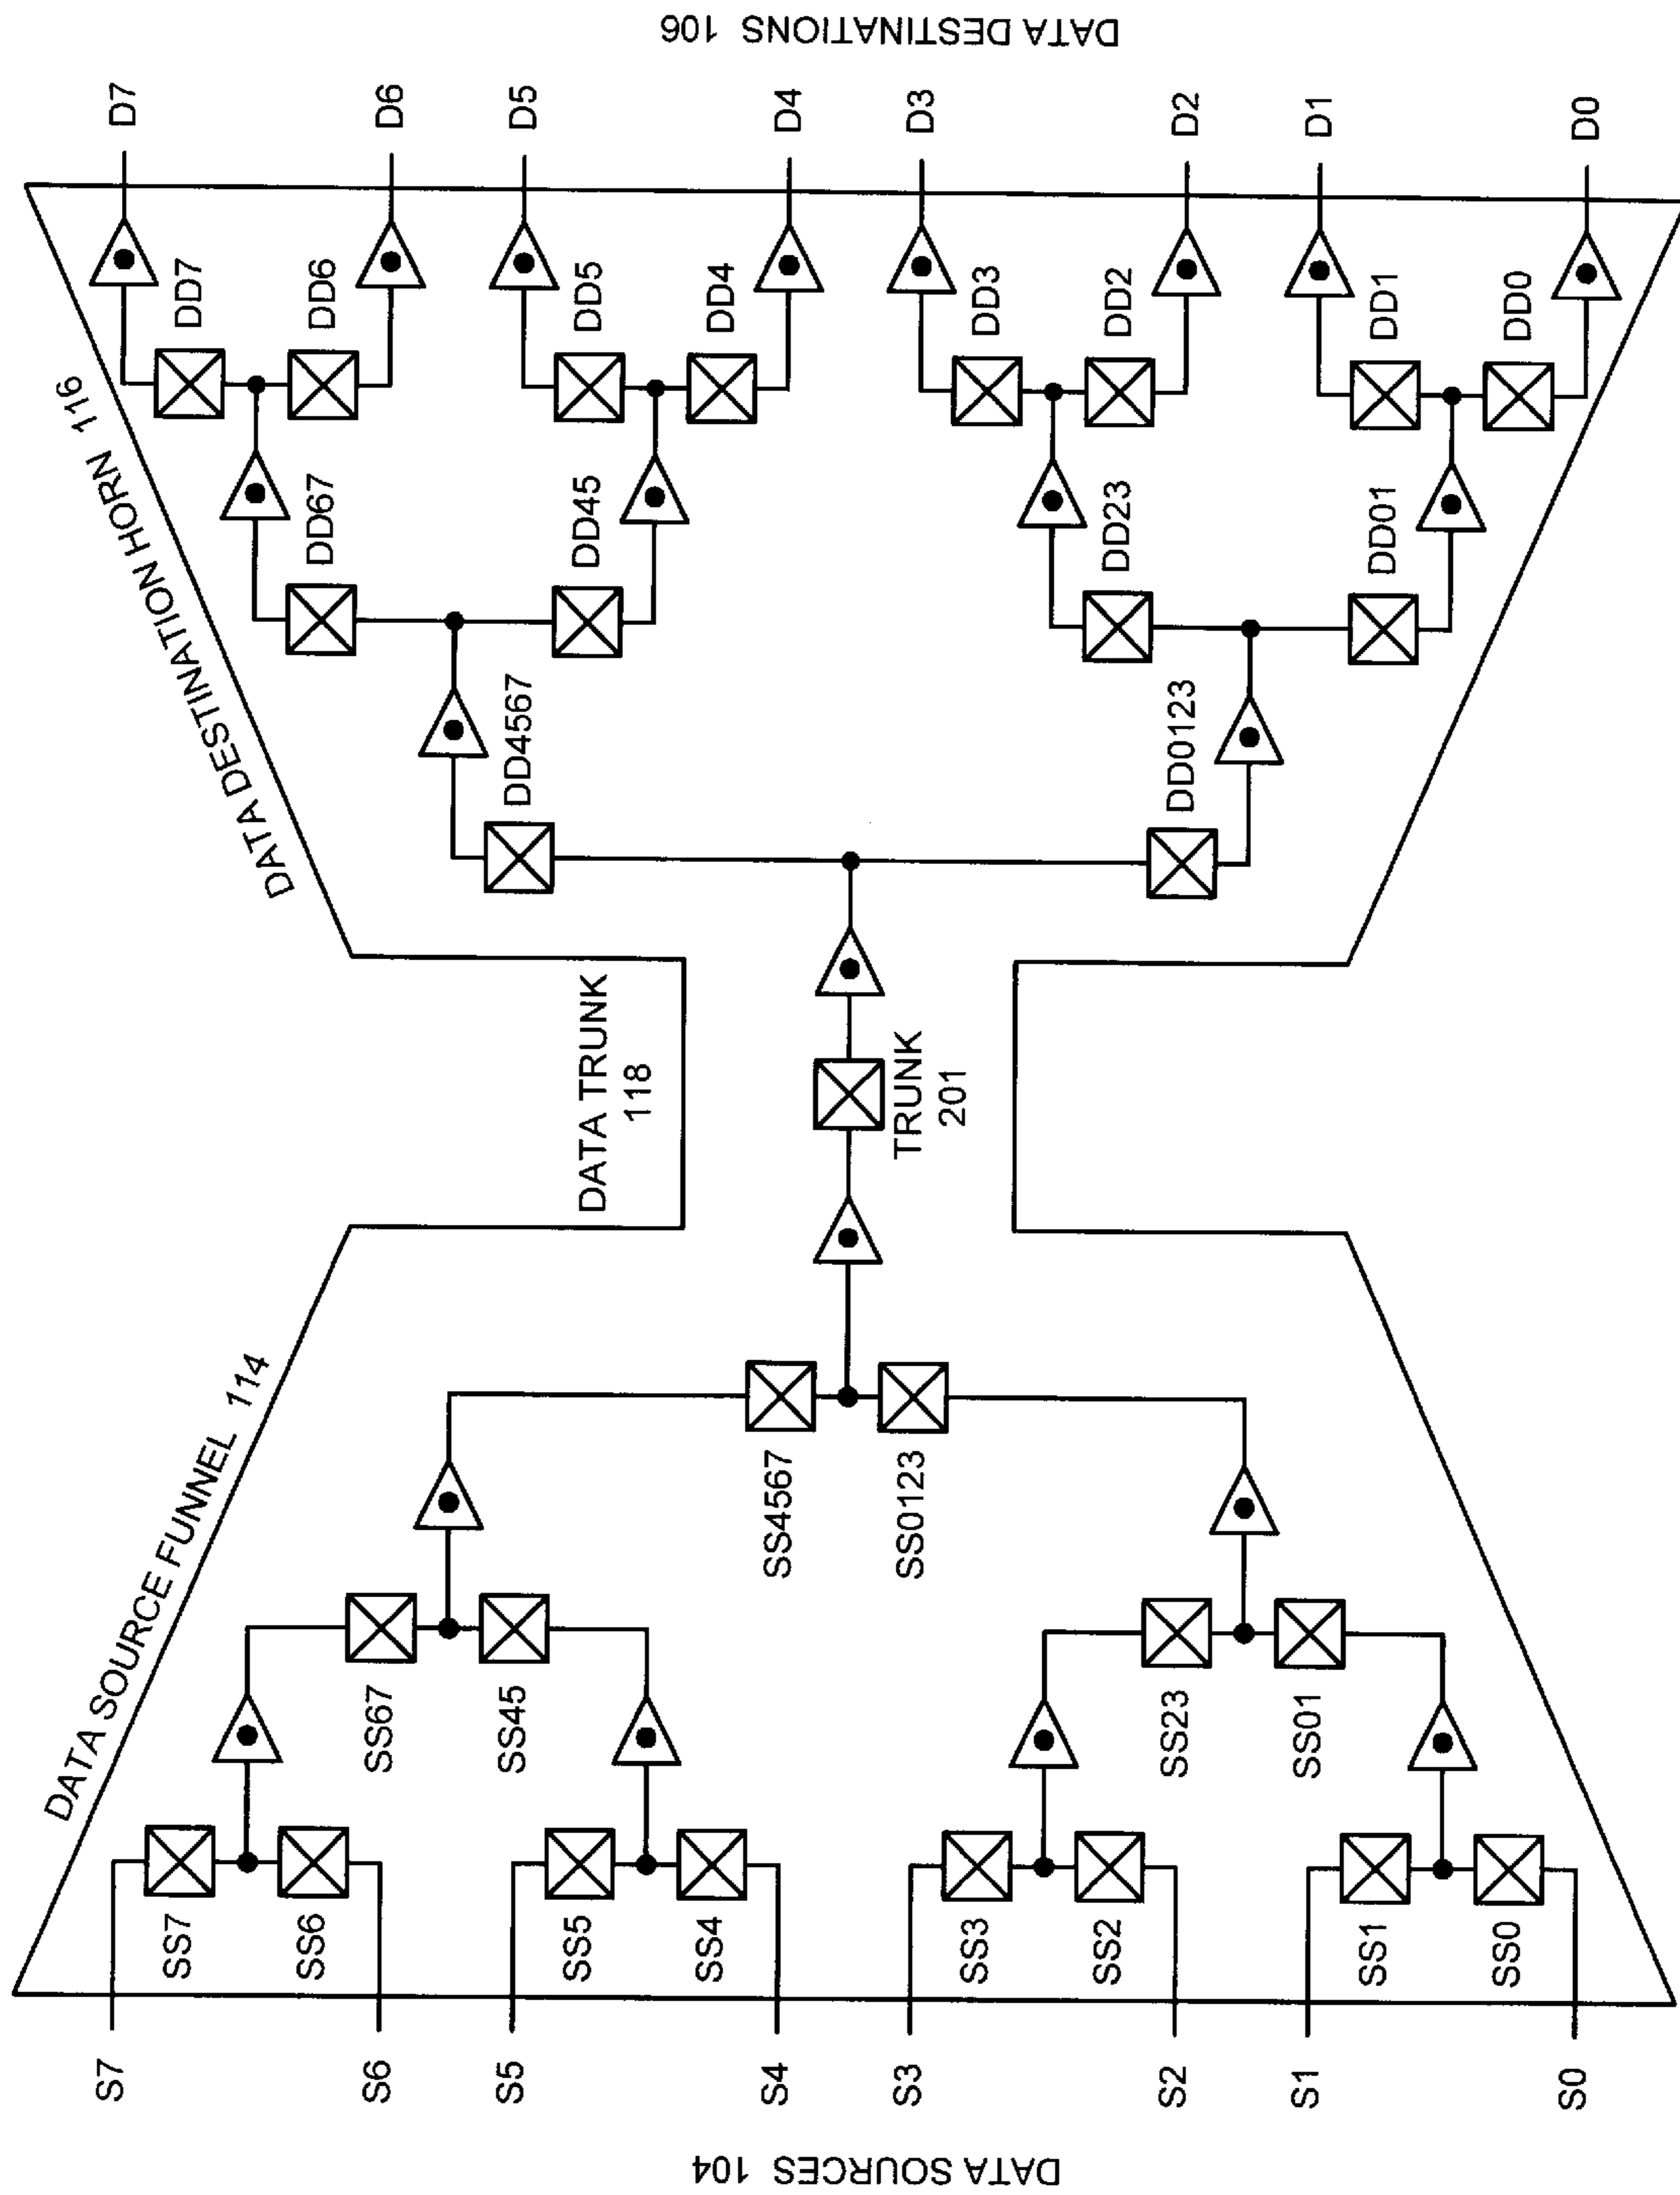 DATA DESTINATIONS 106
D7
D6
D5
D4
D3
D2
D1
D0
DATA DESTINATION HORN 116
DD7
DD6
DD5
DD4
DD3
DD2
DD1
DD0
DD67
DD45
DD23
DD01
DD4567
DD0123
DATA TRUNK
118
TRUNK
201
DATA SOURCE FUNNEL 114
SS4567
SS0123
SS67
SS45
SS23
SS01
SS7
SS6
SS5
SS4
SS3
SS2
SS1
SS0
S7
S6
S5
S4
S3
S2
S1
S0
DATA SOURCES 104